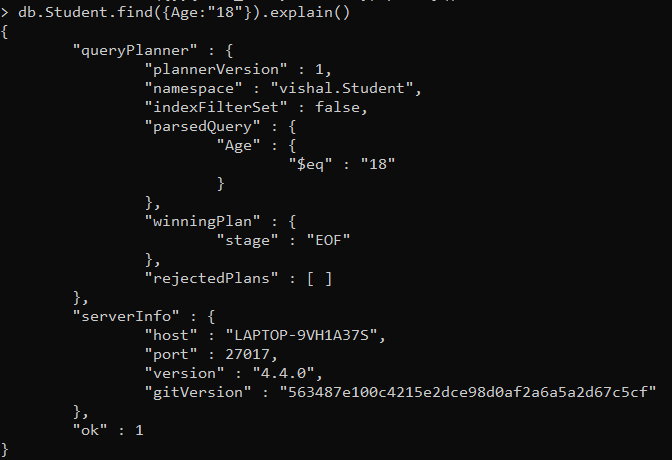 > db.Student.find({Age:"18"}).explain()
{
        "queryPlanner" : {
                "plannerVersion" : 1,
                "namespace" : "vishal.Student",
                "indexFilterSet" : false,
                "parsedQuery" : {
                        "Age" : {
                                "$eq" : "18"
                        }
                },
                "winningPlan" : {
                        "stage" : "EOF"
                },
                "rejectedPlans" : [ ]
        },
        "serverInfo" : {
                "host" : "LAPTOP-9VH1A37S",
                "port" : 27017,
                "version" : "4.4.0",
                "gitVersion" : "563487e100c4215e2dce98d0af2a6a5a2d67c5cf"
        },
        "ok" : 1
}